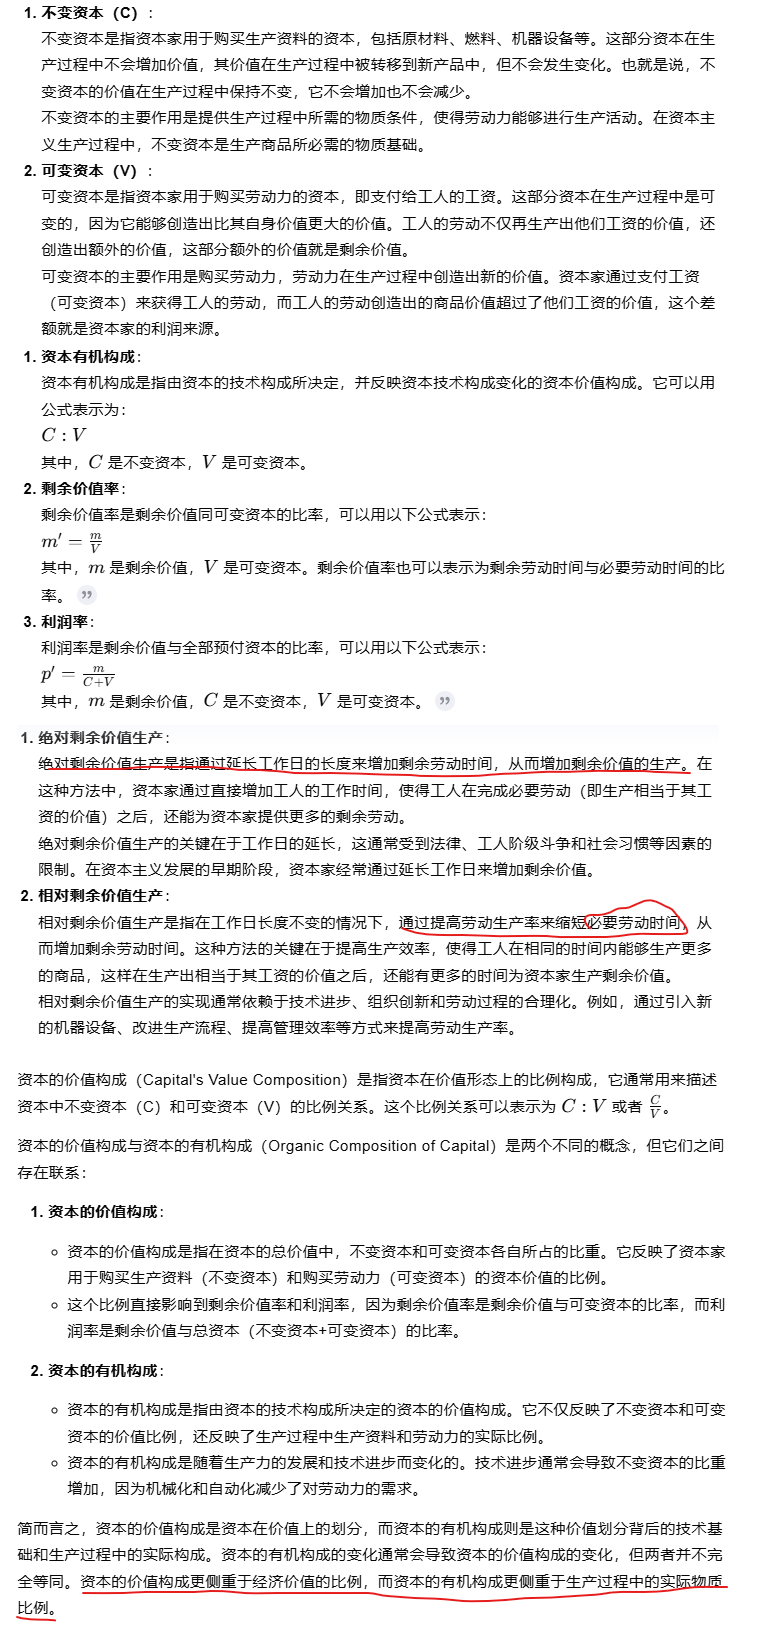 1. 不变资本（C）：
不变资本是指资本家用于购买生产资料的资本，包括原材料、燃料、机器设备等。这部分资本在生
产过程中不会增加价值，其价值在生产过程中被转移到新产品中，但不会发生变化。也就是说，不
变资本的价值在生产过程中保持不变，它不会增加也不会减少。
不变资本的主要作用是提供生产过程中所需的物质条件，使得劳动力能够进行生产活动。在资本主
义生产过程中，不变资本是生产商品所必需的物质基础。
2. 可变资本（V）：
可变资本是指资本家用于购买劳动力的资本，即支付给工人的工资。这部分资本在生产过程中是可
变的，因为它能够创造出比其自身价值更大的价值。工人的劳动不仅再生产出他们工资的价值，还
创造出额外的价值，这部分额外的价值就是剩余价值。
可变资本的主要作用是购买劳动力，劳动力在生产过程中创造出新的价值。资本家通过支付工资
（可变资本）来获得工人的劳动，而工人的劳动创造出的商品价值超过了他们工资的价值，这个差
额就是资本家的利润来源。
1. 资本有机构成：
资本有机构成是指由资本的技术构成所决定，并反映资本技术构成变化的资本价值构成。它可以用
公式表示为：
C : V
其中，C 是不变资本，V 是可变资本。
2. 剩余价值率：
剩余价值率是剩余价值同可变资本的比率，可以用以下公式表示：
m′ = m/V
其中，m 是剩余价值，V 是可变资本。剩余价值率也可以表示为剩余劳动时间与必要劳动时间的比
率。 ”
3. 利润率：
利润率是剩余价值与全部预付资本的比率，可以用以下公式表示：
p′ = m/(C+V)
其中，m 是剩余价值，C 是不变资本，V 是可变资本。 ”
1. 绝对剩余价值生产：
绝对剩余价值生产是指通过延长工作日的长度来增加剩余劳动时间，从而增加剩余价值的生产。在
这种方法中，资本家通过直接增加工人的工作时间，使得工人在完成必要劳动（即生产相当于其工
资的价值）之后，还能为资本家提供更多的剩余劳动。
绝对剩余价值生产的关键在于工作日的延长，这通常受到法律、工人阶级斗争和社会习惯等因素的
限制。在资本主义发展的早期阶段，资本家经常通过延长工作日来增加剩余价值。
2. 相对剩余价值生产：
相对剩余价值生产是指在工作日长度不变的情况下，通过提高劳动生产率来缩短必要劳动时间，从
而增加剩余劳动时间。这种方法的关键在于提高生产效率，使得工人在相同的时间内能够生产更多
的商品，这样在生产出相当于其工资的价值之后，还能有更多的时间为资本家生产剩余价值。
相对剩余价值生产的实现通常依赖于技术进步、组织创新和劳动过程的合理化。例如，通过引入新
的机器设备、改进生产流程、提高管理效率等方式来提高劳动生产率。
资本的价值构成（Capital's Value Composition）是指资本在价值形态上的比例构成，它通常用来描述
资本中不变资本（C）和可变资本（V）的比例关系。这个比例关系可以表示为 C : V 或者 C/V。
资本的价值构成与资本的有机构成（Organic Composition of Capital）是两个不同的概念，但它们之间
存在联系：
1. 资本的价值构成：
◦ 资本的价值构成是指在资本的总价值中，不变资本和可变资本各自所占的比重。它反映了资本家
用于购买生产资料（不变资本）和购买劳动力（可变资本）的资本价值的比例。
◦ 这个比例直接影响到剩余价值率和利润率，因为剩余价值率是剩余价值与可变资本的比率，而利
润率是剩余价值与总资本（不变资本+可变资本）的比率。
2. 资本的有机构成：
◦ 资本的有机构成是指由资本的技术构成所决定的资本的价值构成。它不仅反映了不变资本和可变
资本的价值比例，还反映了生产过程中生产资料和劳动力的实际比例。
◦ 资本的有机构成是随着生产力的发展和技术进步而变化的。技术进步通常会导致不变资本的比重
增加，因为机械化和自动化减少了对劳动力的需求。
简而言之，资本的价值构成是资本在价值上的划分，而资本的有机构成则是这种价值划分背后的技术基
础和生产过程中的实际构成。资本的有机构成的变化通常会导致资本的价值构成的变化，但两者并不完
全等同。资本的价值构成更侧重于经济价值的比例，而资本的有机构成更侧重于生产过程中的实际物质
比例。